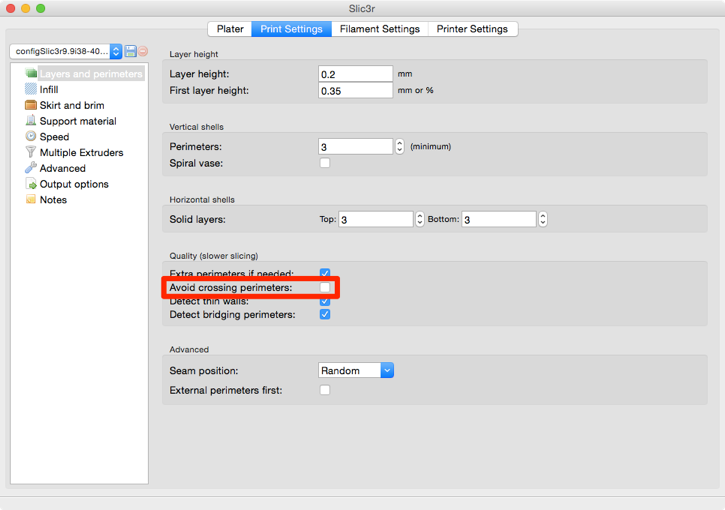 Slic3r
Plater Print Settings Filament Settings Printer Settings
configSlic3r9.9i38-40...
Layers and perimeters
Infill
Skirt and brim
Support material
Speed
Multiple Extruders
Advanced
Output options
Notes
Layer height
Layer height: 0.2 mm
First layer height: 0.35 mm or %
Vertical shells
Perimeters: 3 (minimum)
Spiral vase:
Horizontal shells
Solid layers: Top: 3 Bottom: 3
Quality (slower slicing)
Extra perimeters if needed:
Avoid crossing perimeters:
Detect thin walls:
Detect bridging perimeters:
Advanced
Seam position: Random
External perimeters first: